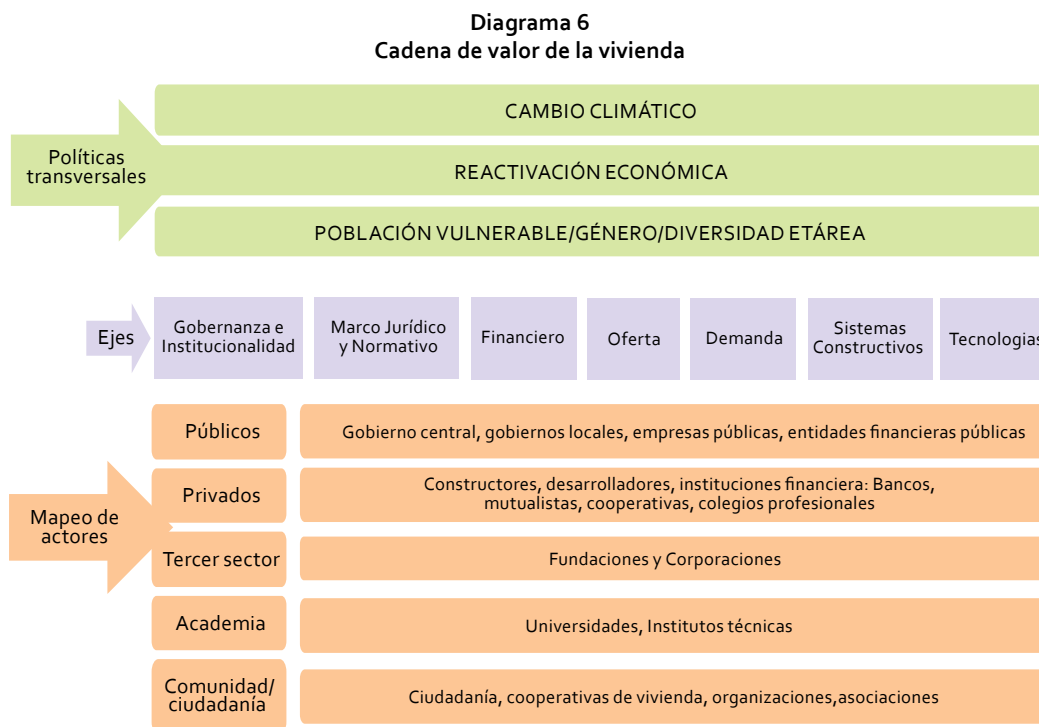 Diagrama 6
Cadena de valor de la vivienda
Políticas
transversales
CAMBIO CLIMÁTICO
REACTIVACIÓN ECONÓMICA
POBLACIÓN VULNERABLE/GÉNERO/DIVERSIDAD ETÁREA
Ejes
Gobernanza e
Institucionalidad
Marco Jurídico
y Normativo
Financiero
Oferta
Demanda
Sistemas
Constructivos
Tecnologias
Mapeo de
actores
Públicos
Gobierno central, gobiernos locales, empresas públicas, entidades financieras públicas
Privados
Constructores, desarrolladores, instituciones financiera: Bancos,
mutualistas, cooperativas, colegios profesionales
Tercer sector
Fundaciones y Corporaciones
Academia
Universidades, Institutos técnicas
Comunidad/
ciudadanía
Ciudadanía, cooperativas de vivienda, organizaciones,asociaciones